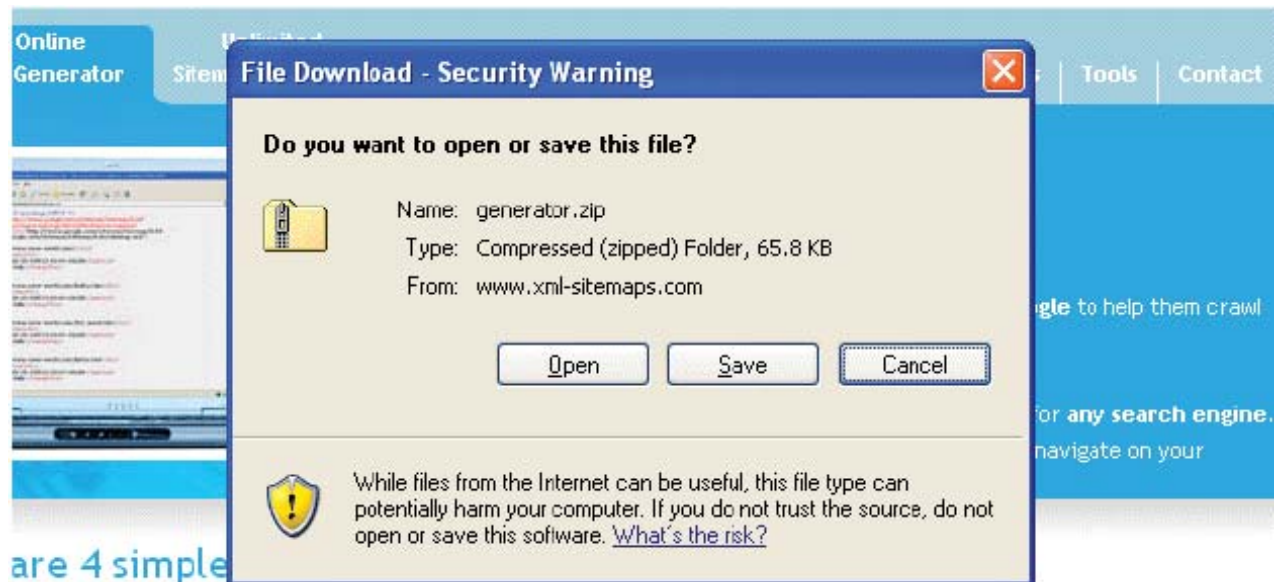 Online
Generator
Unlimited
Sitem
Tools
Contact
File Download - Security Warning
Do you want to open or save this file?
Name: generator.zip
Type: Compressed (zipped) Folder, 65.8 KB
From: www.xml-sitemaps.com
Open Save Cancel
gle to help them crawl
for any search engine.
navigate on your
While files from the Internet can be useful, this file type can
potentially harm your computer. If you do not trust the source, do not
open or save this software. What's the risk?
are 4 simple